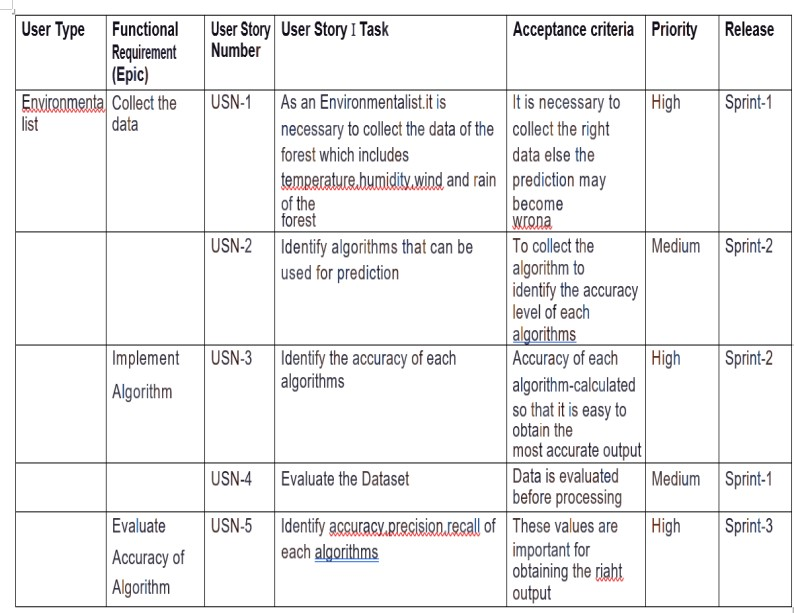 User Type
Functional
Requirement
(Epic)
User Story
Number
User Story I Task
Acceptance criteria
Priority
Release
Environmenta
list
Collect the
data
USN-1
As an Environmentalist.it is
necessary to collect the data of the
forest which includes
temperature,humidity,wind and rain
of the
forest
It is necessary to
collect the right
data else the
prediction may
become
wrona
High
Sprint-1
USN-2
Identify algorithms that can be
used for prediction
To collect the
algorithm to
identify the accuracy
level of each
algorithms
Medium
Sprint-2
Implement
Algorithm
USN-3
Identify the accuracy of each
algorithms
Accuracy of each
algorithm-calculated
so that it is easy to
obtain the
most accurate output
High
Sprint-2
USN-4
Evaluate the Dataset
Data is evaluated
before processing
Medium
Sprint-1
Evaluate
Accuracy of
Algorithm
USN-5
Identify accuracy,precision,recall of
each algorithms
These values are
important for
obtaining the riaht
output
High
Sprint-3